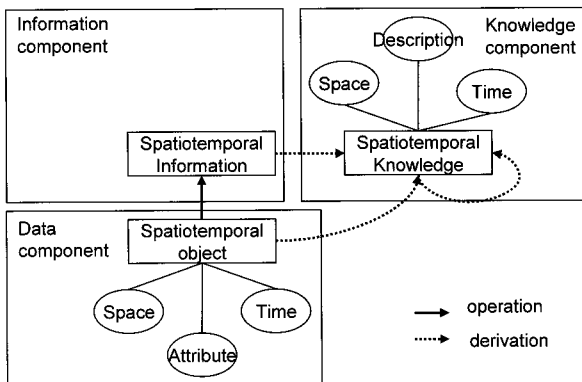 Information
component
Knowledge
component
Description
Space
Time
Spatiotemporal
Information
Spatiotemporal
Knowledge
Data
component
Spatiotemporal
object
Space
Time
Attribute
operation
derivation